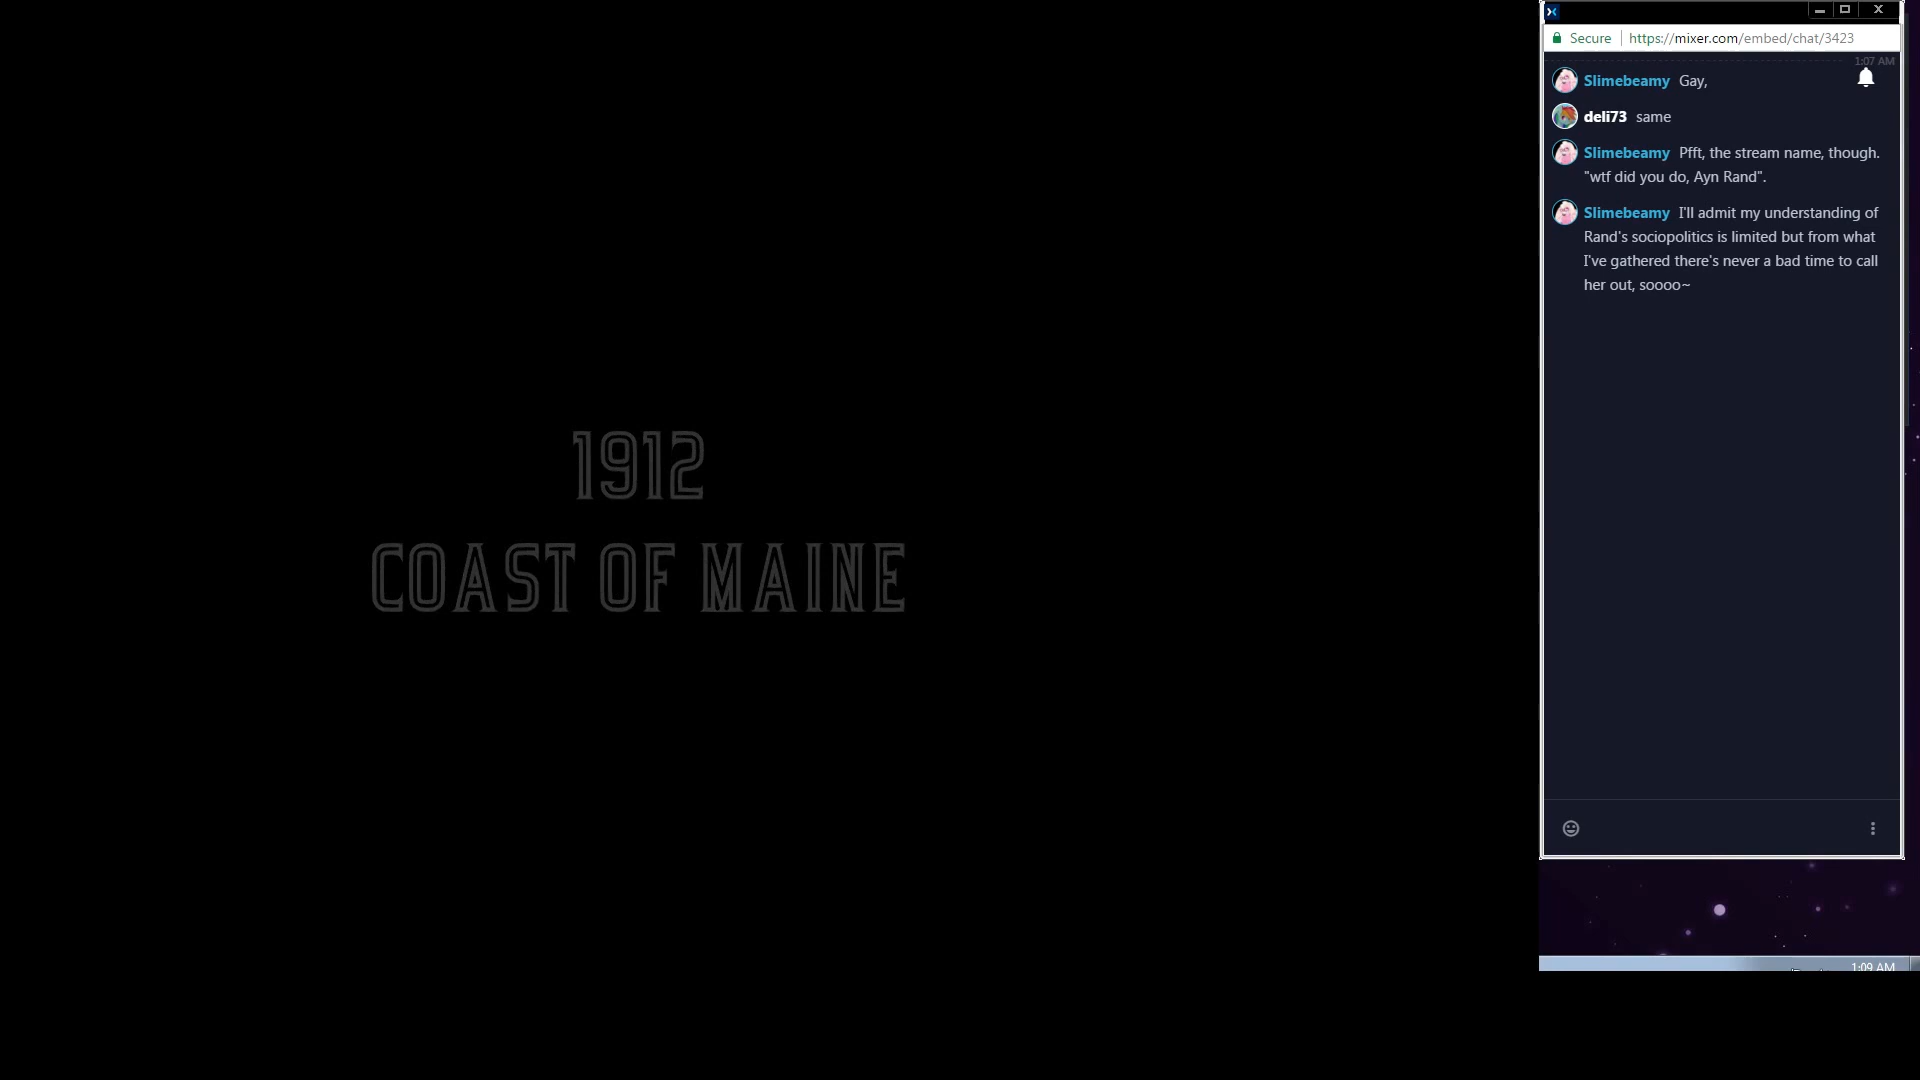 1912
COAST OF MAINE
Secure
https://mixer.com/embed/chat/3423
1:07 AM
Slimebeamy Gay,
deli73 same
Slimebeamy Pfft, the stream name, though.
"wtf did you do, Ayn Rand".
Slimebeamy I'll admit my understanding of
Rand's sociopolitics is limited but from what
I've gathered there's never a bad time to call
her out, soooo~
1:09 AM